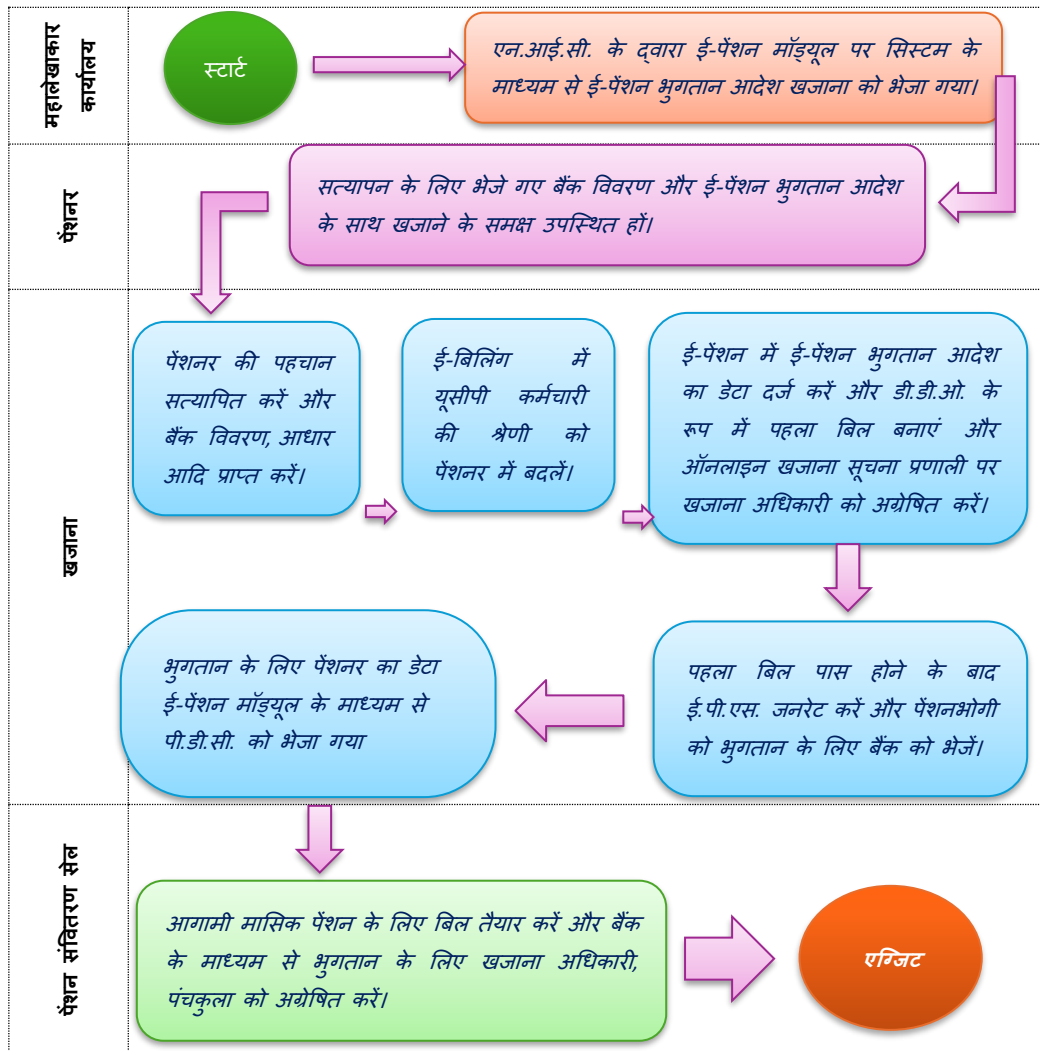 महालेखाकार
कार्यालय
स्टार्ट
एन.आई.सी. के द्वारा ई-पेंशन मॉड्यूल पर सिस्टम के
माध्यम से ई-पेंशन भुगतान आदेश खजाना को भेजा गया।
पेंशनर
सत्यापन के लिए भेजे गए बैंक विवरण और ई-पेंशन भुगतान आदेश
के साथ खजाने के समक्ष उपस्थित हों।
खजाना
पेंशनर की पहचान
सत्यापित करें और
बैंक विवरण, आधार
आदि प्राप्त करें।
ई-बिलिंग में
यूसीपी कर्मचारी
की श्रेणी को
पेंशनर में बदलें।
ई-पेंशन में ई-पेंशन भुगतान आदेश
का डेटा दर्ज करें और डी.डी.ओ. के
रूप में पहला बिल बनाएं और
ऑनलाइन खजाना सूचना प्रणाली पर
खजाना अधिकारी को अग्रेषित करें।
पहला बिल पास होने के बाद
ई.पी.एस. जनरेट करें और पेंशनभोगी
को भुगतान के लिए बैंक को भेजें।
भुगतान के लिए पेंशनर का डेटा
ई-पेंशन मॉड्यूल के माध्यम से
पी.डी.सी. को भेजा गया
पेंशन संवितरण सेल
आगामी मासिक पेंशन के लिए बिल तैयार करें और बैंक
के माध्यम से भुगतान के लिए खजाना अधिकारी,
पंचकुला को अग्रेषित करें।
एग्जिट